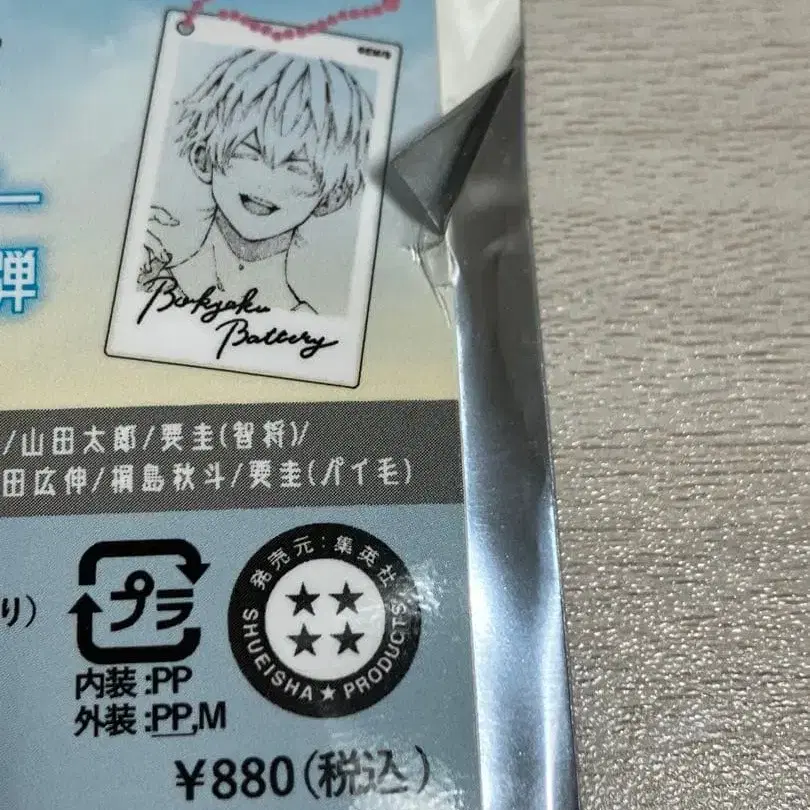 弾
Bokyaku
Battery
/山田太郎/要圭(智将)/
田広伸/桐島秋斗/要圭(パイモ)
プラ
内装:PP
外装:PP,M
り)
発売元:集英社
SHUEISHA★PRODUCTS
¥880(税込)